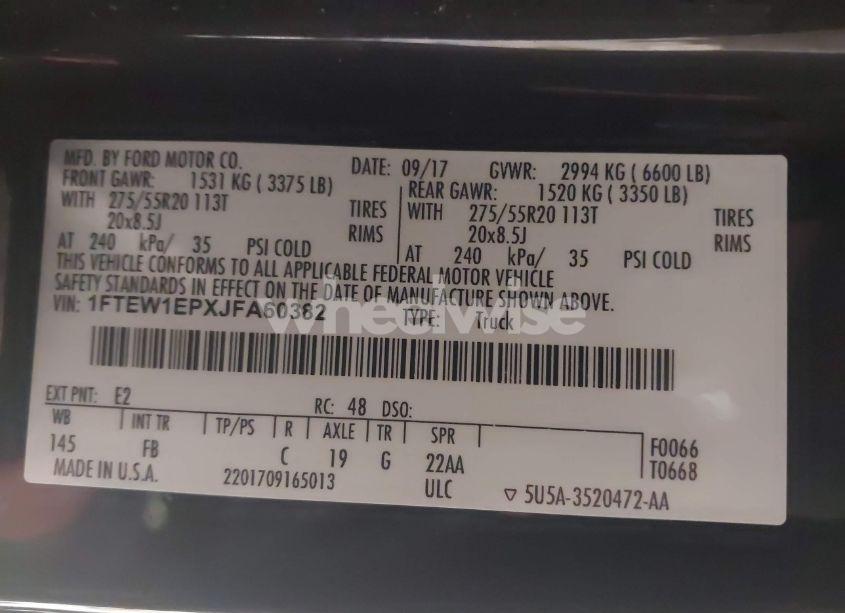 MFD. BY FORD MOTOR CO. DATE: 09/17 GVWR: 2994 KG ( 6600 LB)
FRONT GAWR: 1531 KG ( 3375 LB) REAR GAWR: 1520 KG ( 3350 LB)
WITH 275/55R20 113T TIRES WITH 275/55R20 113T TIRES
20x8.5J RIMS 20x8.5J RIMS
AT 240 kPa/ 35 PSI COLD AT 240 kPa/ 35 PSI COLD
THIS VEHICLE CONFORMS TO ALL APPLICABLE FEDERAL MOTOR VEHICLE
SAFETY STANDARDS IN EFFECT ON THE DATE OF MANUFACTURE SHOWN ABOVE.
VIN: 1FTEW1EPXJFA60382 TYPE: Truck
wheelwise
EXT PNT: E2 RC: 48 DSO:
WB INT TR TP/PS R AXLE TR SPR
145 FB C 19 G 22AA F0066
T0668
MADE IN U.S.A. 2201709165013 ULC 5U5A-3520472-AA